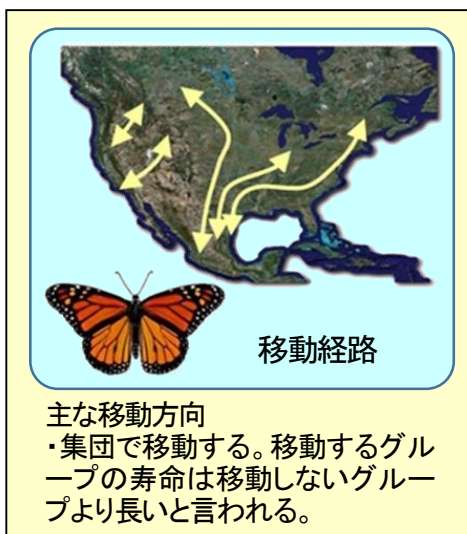 移動経路
主な移動方向
・集団で移動する。移動するグル
ープの寿命は移動しないグルー
プより長いと言われる。